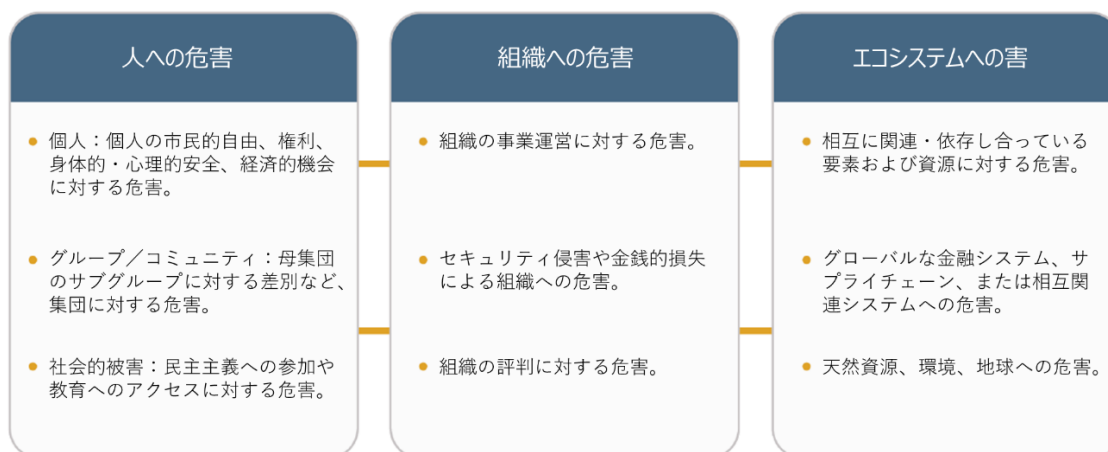 人への危害
個人：個人の市民的自由、権利、
身体的・心理的安全、経済的機会
に対する危害。
グループ／コミュニティ：母集団
のサブグループに対する差別など、
集団に対する危害。
社会的被害：民主主義への参加や
教育へのアクセスに対する危害。
組織への危害
組織の事業運営に対する危害。
セキュリティ侵害や金銭的損失
による組織への危害。
組織の評判に対する危害。
エコシステムへの害
相互に関連・依存し合っている
要素および資源に対する危害。
グローバルな金融システム、サ
プライチェーン、または相互関
連システムへの危害。
天然資源、環境、地球への危害。